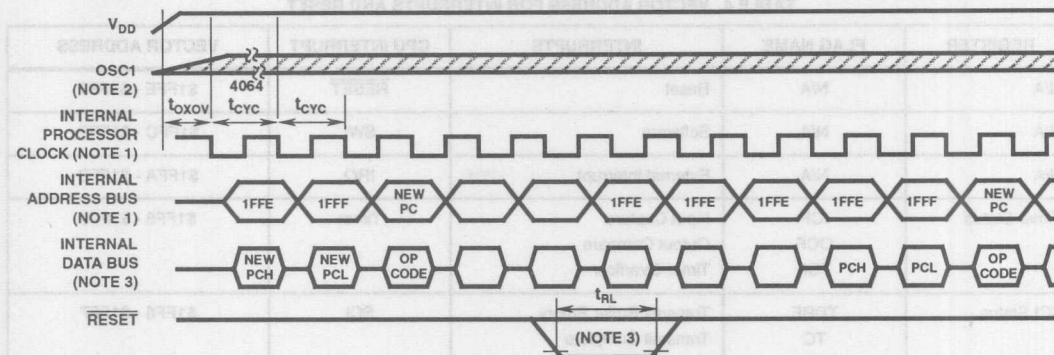 VDD
OSC1
(NOTE 2)
4064
tOXOV tCYC tCYC
INTERNAL
PROCESSOR
CLOCK (NOTE 1)
INTERNAL
ADDRESS BUS
(NOTE 1)
1FFE 1FFF NEW PC 1FFE 1FFE 1FFE 1FFE 1FFF NEW PC
INTERNAL
DATA BUS
(NOTE 3)
NEW PCH NEW PCL OP CODE PCH PCL OP CODE
tRL
RESET
(NOTE 3)